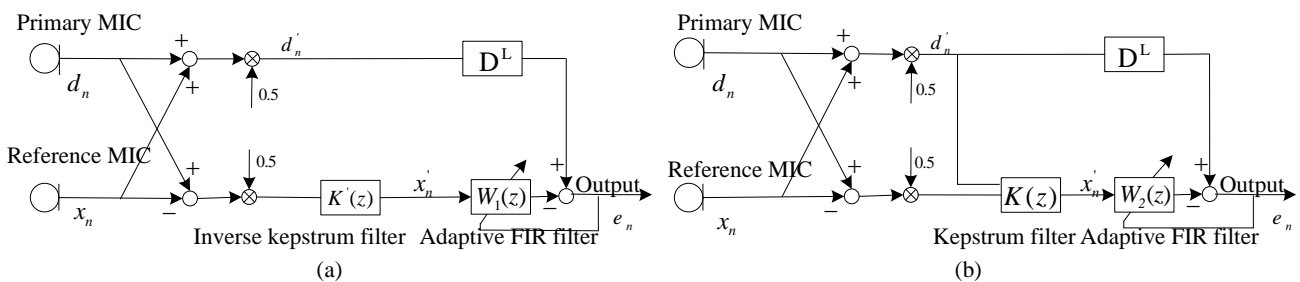 Primary MIC
+
d'n
D^L
dn
+
0.5
Reference MIC
+
0.5
+
Output
−
K'(z)
x'n
W1(z)
−
xn
en
Inverse kepstrum filter
Adaptive FIR filter
(a)
Primary MIC
+
d'n
D^L
dn
+
0.5
Reference MIC
+
0.5
+
Output
−
K(z)
x'n
W2(z)
−
xn
en
Kepstrum filter
Adaptive FIR filter
(b)